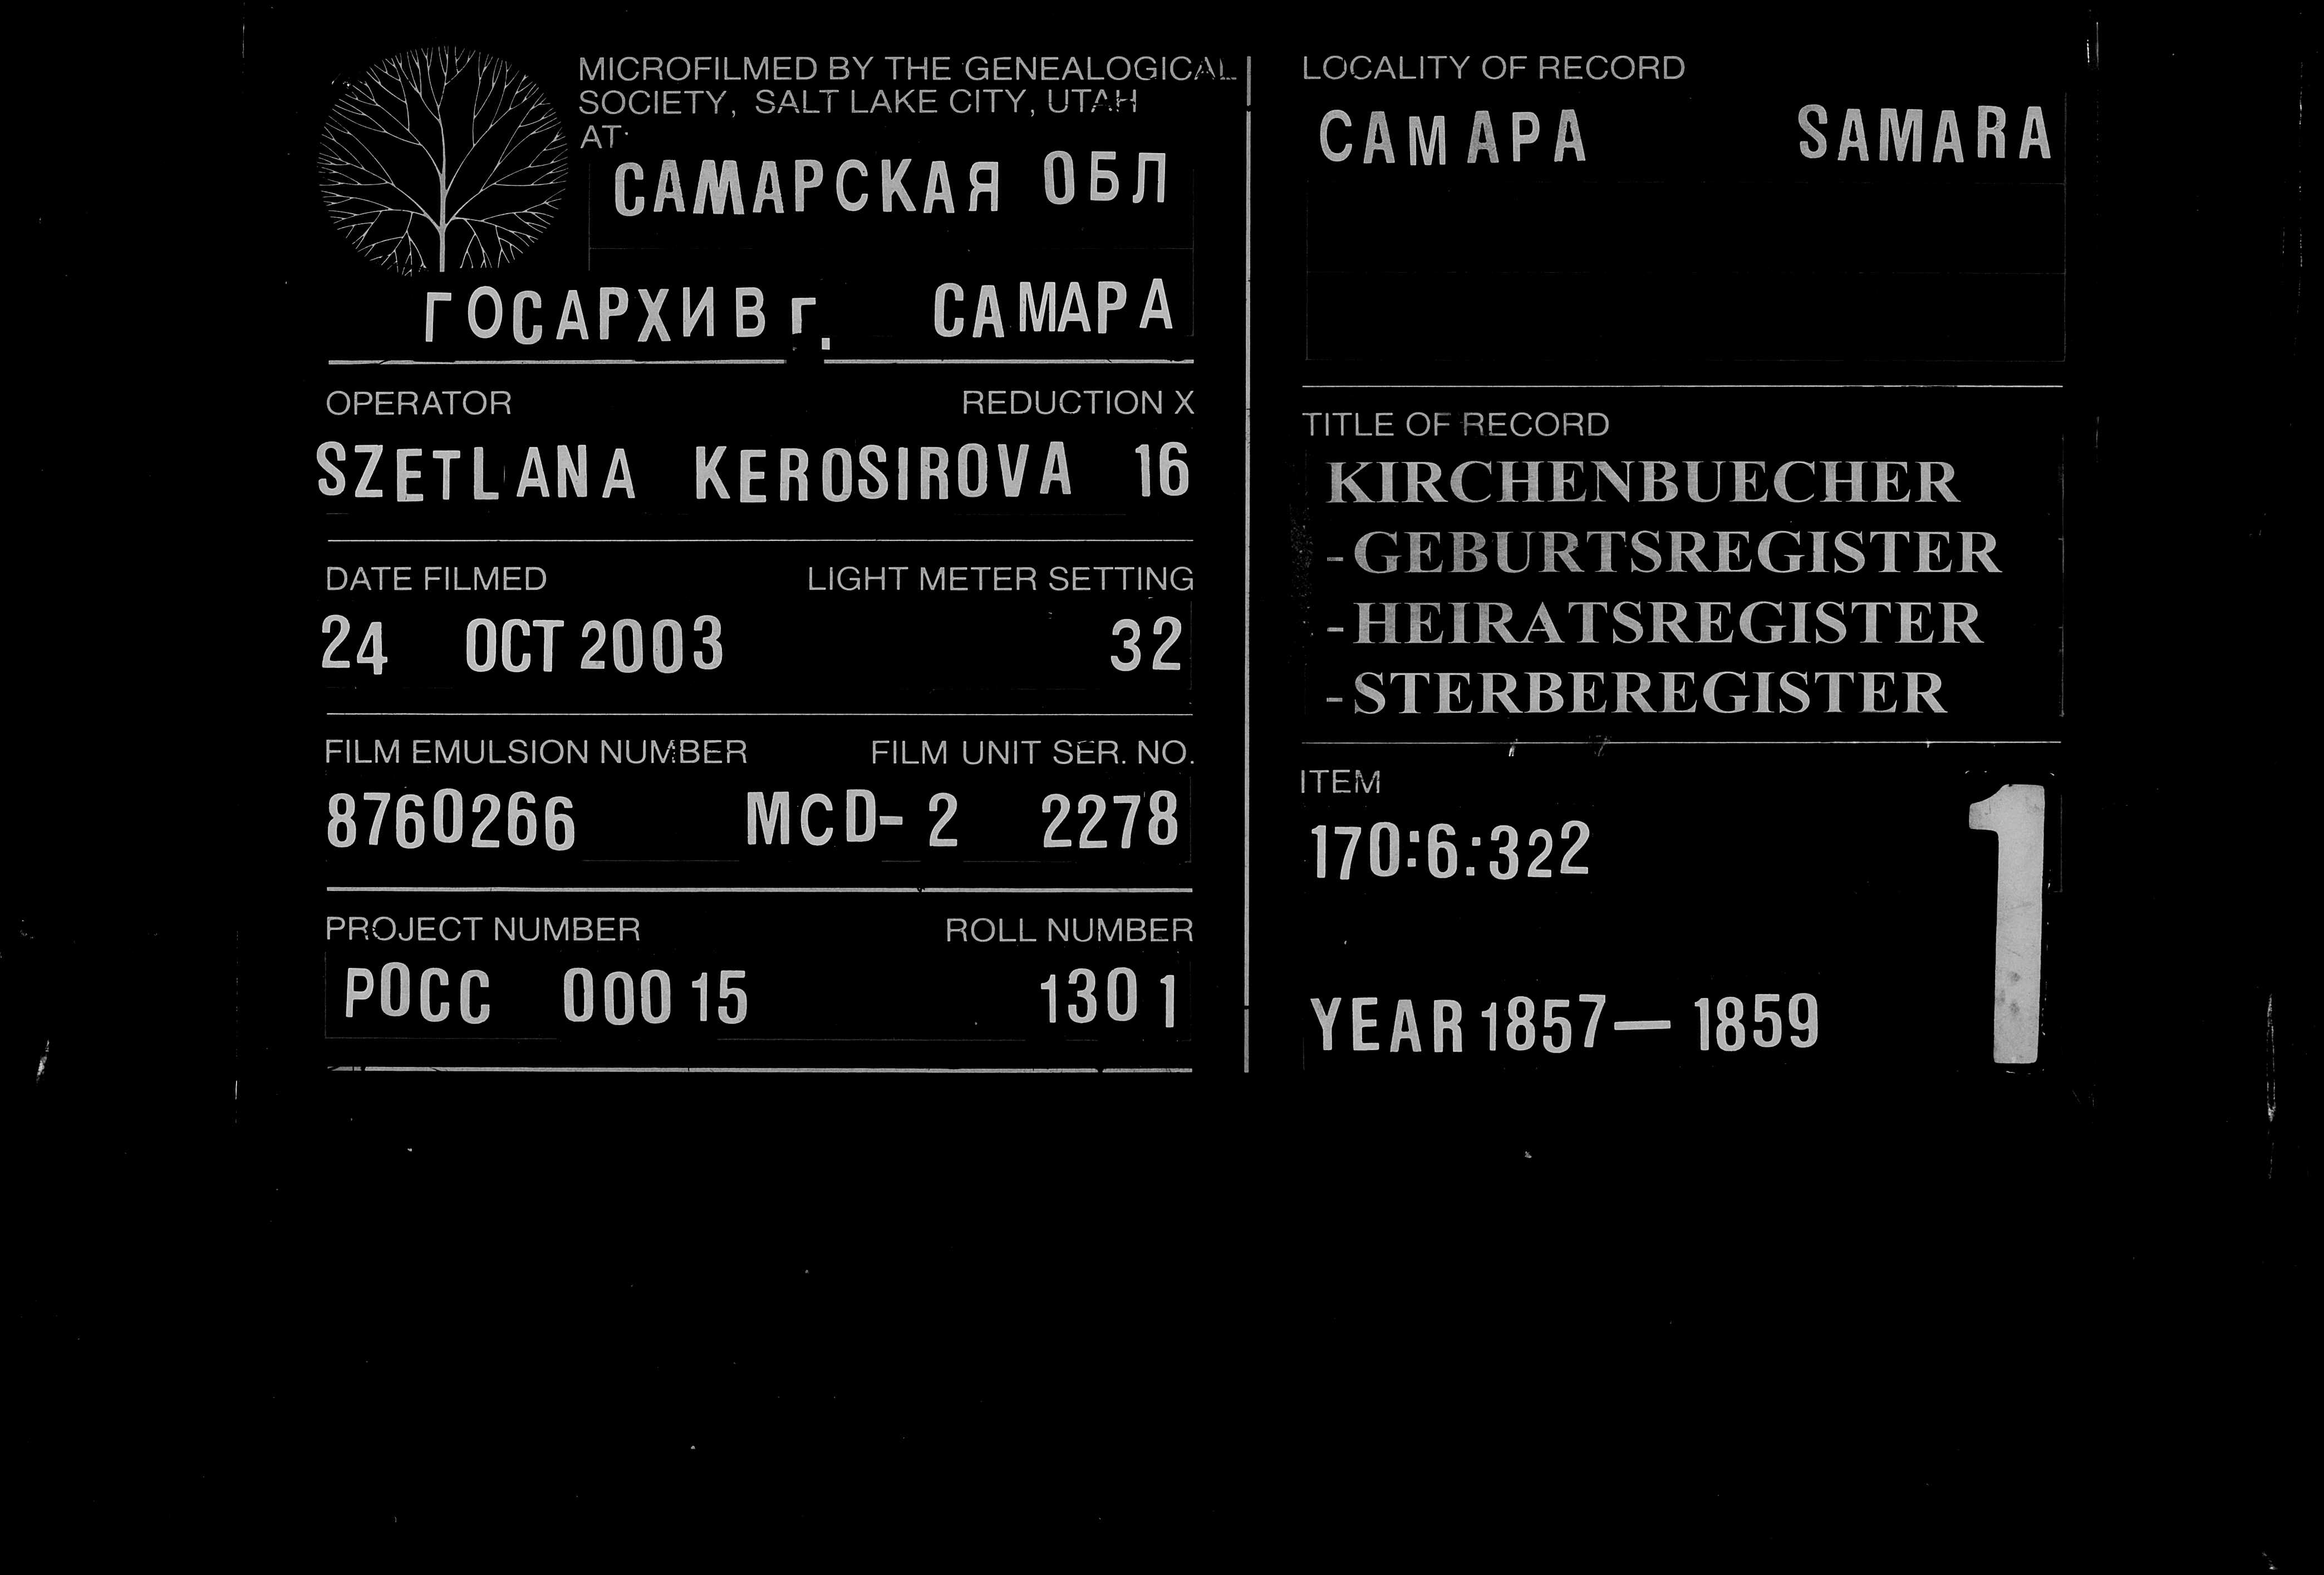 MICROFILMED BY THE GENEALOGICAL
SOCIETY, SALT LAKE CITY, UTAH
AT:
САМАРСКАЯ ОБЛ
ГОСАРХИВ г. САМАРА
OPERATOR REDUCTION X
SZETLANA KEROSIROVA 16
DATE FILMED LIGHT METER SETTING
24 OCT 2003 32
FILM EMULSION NUMBER FILM UNIT SER. NO.
8760266 MCD-2 2278
PROJECT NUMBER ROLL NUMBER
РОСС 00015 1301
LOCALITY OF RECORD
САМАРА SAMARA
TITLE OF RECORD
KIRCHENBUECHER
-GEBURTSREGISTER
-HEIRATSREGISTER
-STERBEREGISTER
ITEM
170:6:322
1
YEAR 1857—1859